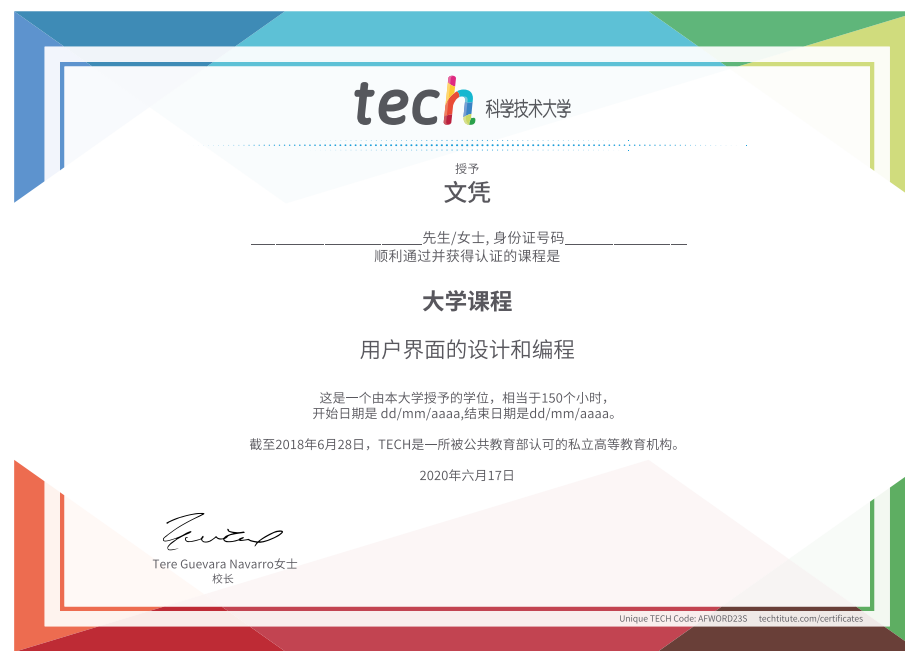 tech 科学技术大学
授予
文凭
先生/女士, 身份证号码
顺利通过并获得认证的课程是
大学课程
用户界面的设计和编程
这是一个由本大学授予的学位，相当于150个小时，
开始日期是 dd/mm/aaaa,结束日期是dd/mm/aaaa。
截至2018年6月28日，TECH是一所被公共教育部认可的私立高等教育机构。
2020年六月17日
Tere Guevara Navarro女士
校长
Unique TECH Code: AFWORD23S techtitute.com/certificates